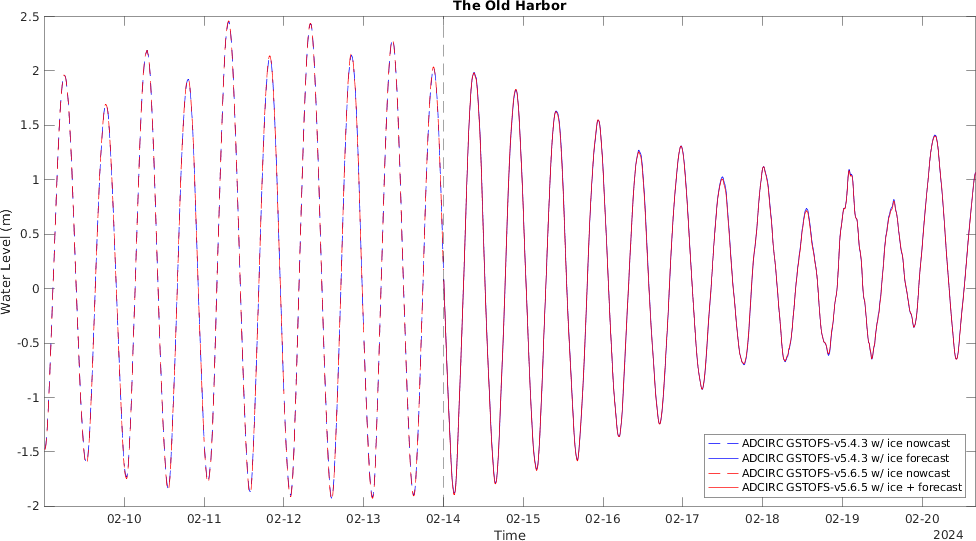 The Old Harbor
2.5
2
1.5
1
0.5
0
-0.5
-1
-1.5
-2
Water Level (m)
ADCIRC GSTOFS-v5.4.3 w/ ice nowcast
ADCIRC GSTOFS-v5.4.3 w/ ice forecast
ADCIRC GSTOFS-v5.6.5 w/ ice nowcast
ADCIRC GSTOFS-v5.6.5 w/ ice + forecast
02-10 02-11 02-12 02-13 02-14 02-15 02-16 02-17 02-18 02-19 02-20
Time
2024